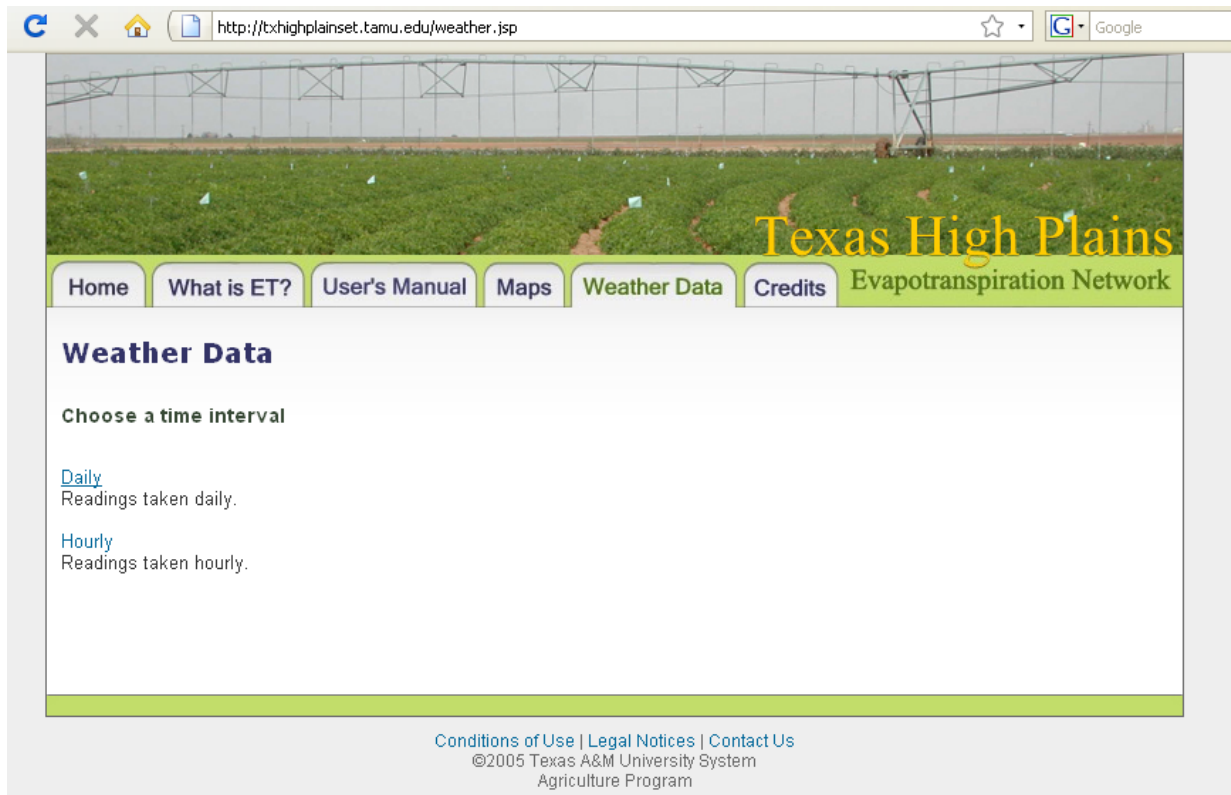 http://txhighplainset.tamu.edu/weather.jsp
G Google
Texas High Plains
Evapotranspiration Network
Home What is ET? User's Manual Maps Weather Data Credits
Weather Data
Choose a time interval
Daily
Readings taken daily.
Hourly
Readings taken hourly.
Conditions of Use | Legal Notices | Contact Us
©2005 Texas A&M University System
Agriculture Program